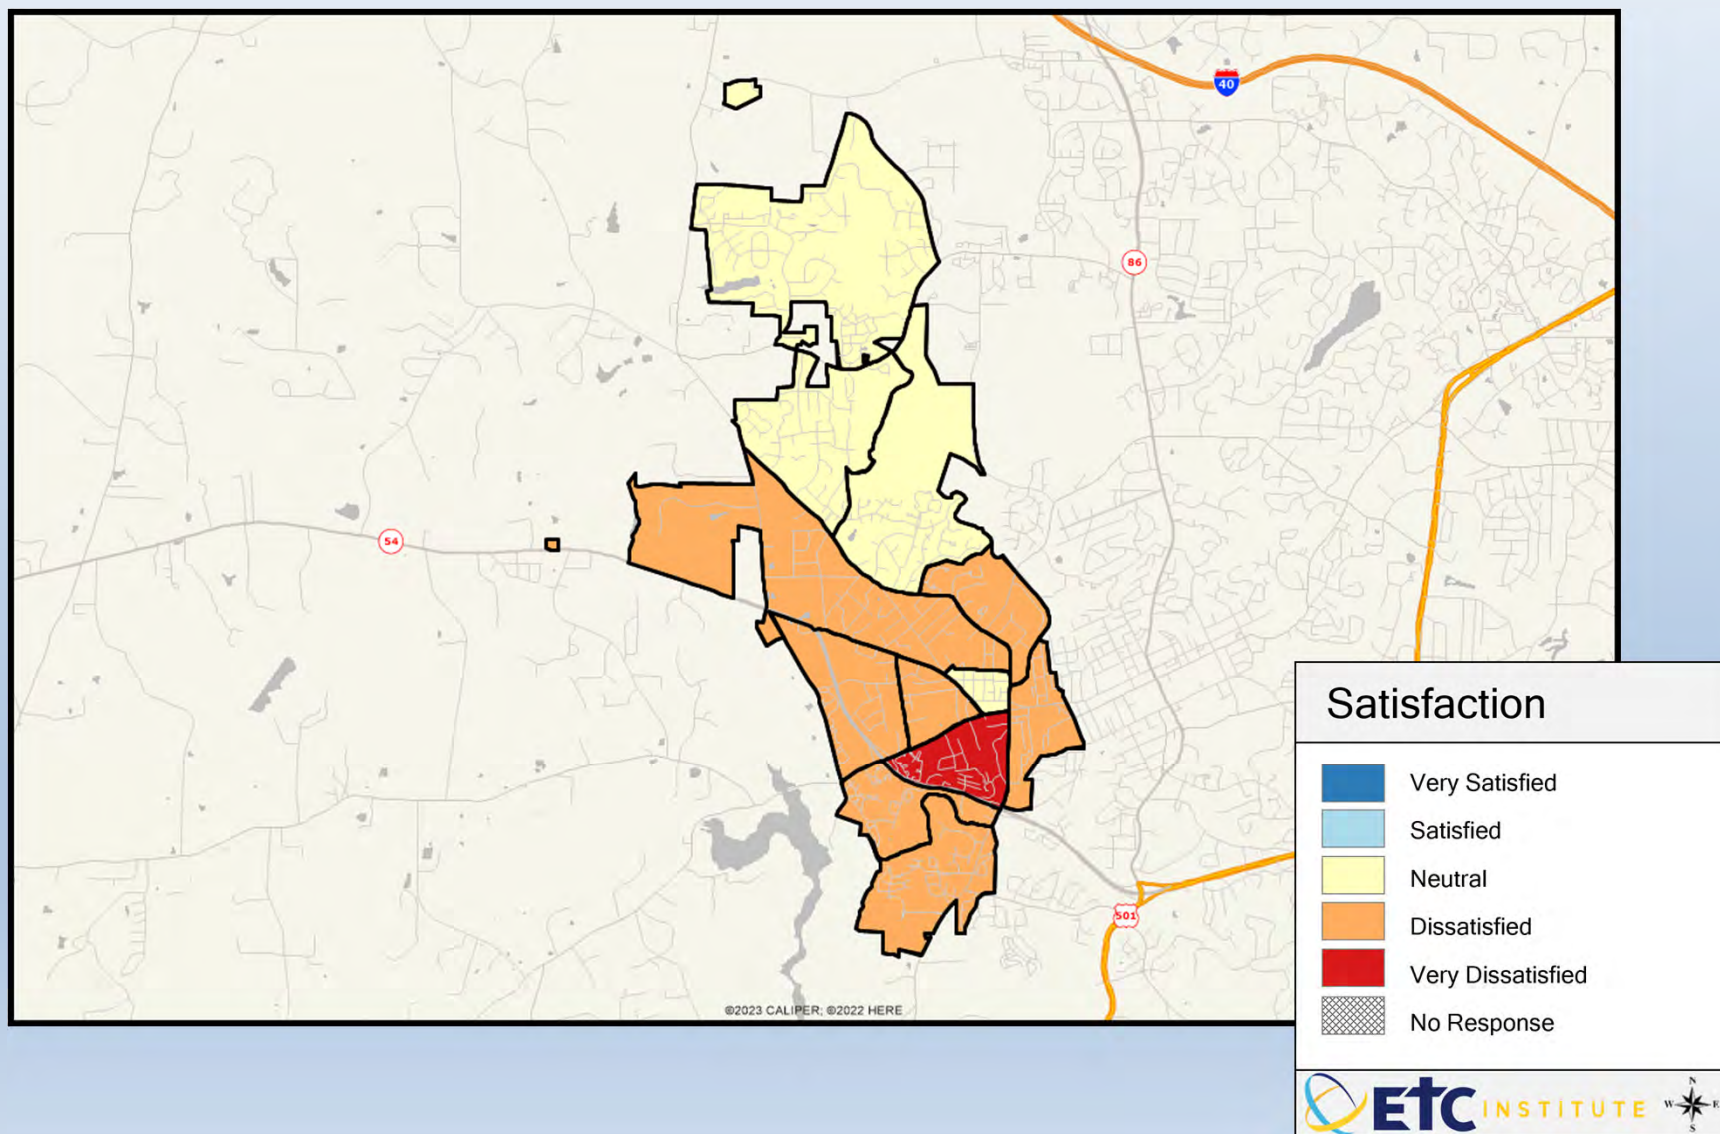 40
86
54
501
©2023 CALIPER; ©2022 HERE
Satisfaction
Very Satisfied
Satisfied
Neutral
Dissatisfied
Very Dissatisfied
No Response
ETC INSTITUTE
N
W E
S